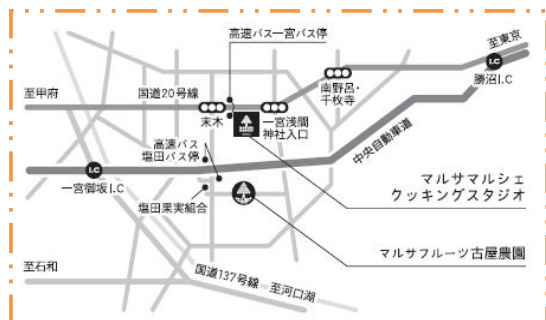 高速バス一宮バス停
至東京
I.C
勝沼I.C
南野呂・
千枚寺
至甲府
国道20号線
末木
一宮浅間
神社入口
高速バス
塩田バス停
中央自動車道
I.C
一宮御坂I.C
マルサマルシェ
クッキングスタジオ
塩田果実組合
マルサフルーツ古屋農園
至石和
国道137号線
至河口湖